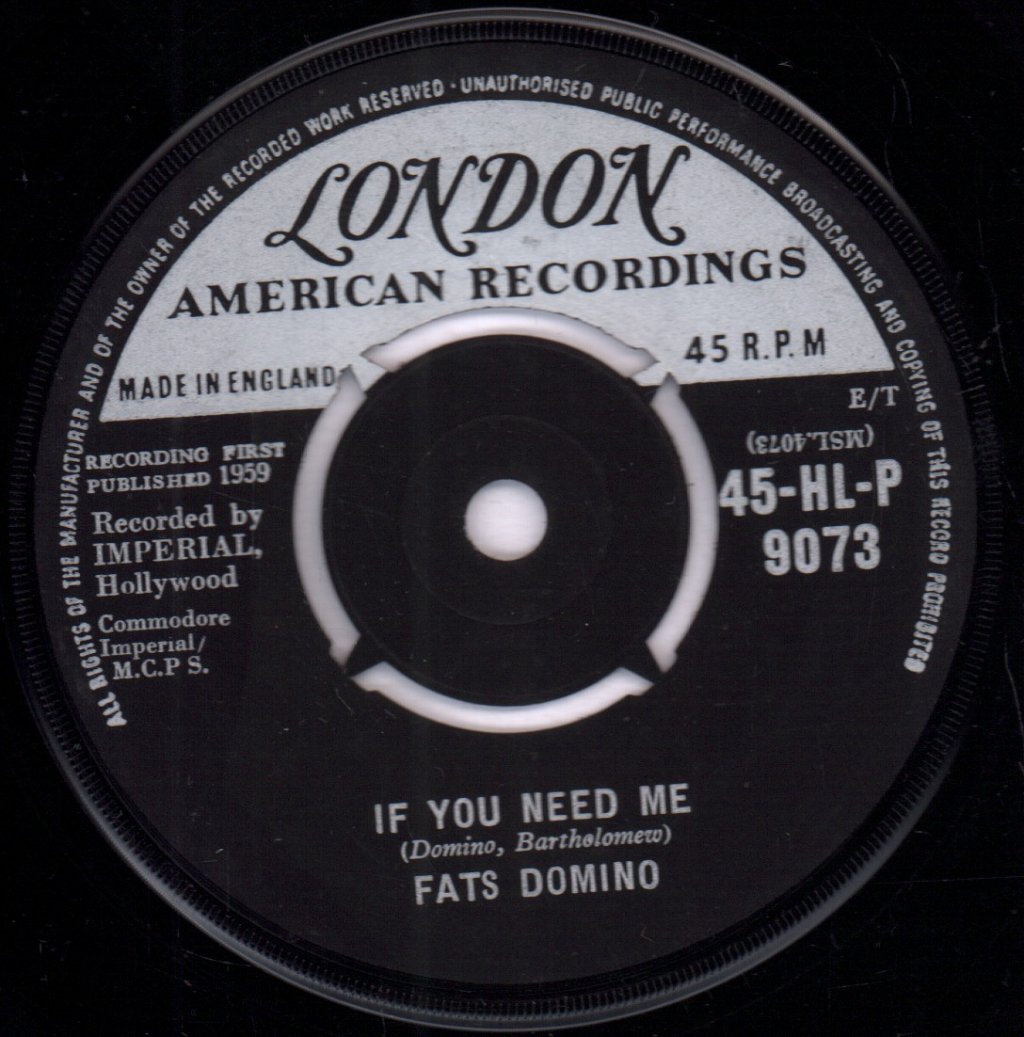 ALL RIGHTS OF THE MANUFACTURER AND OF THE OWNER OF THE RECORDED WORK RESERVED · UNAUTHORISED PUBLIC PERFORMANCE BROADCASTING AND COPYING OF THIS RECORD PROHIBITED
LONDON
AMERICAN RECORDINGS
MADE IN ENGLAND
45 R.P.M
E/T
RECORDING FIRST
PUBLISHED 1959
(MSL.4073)
45-HL-P
9073
Recorded by
IMPERIAL,
Hollywood
Commodore
Imperial/
M.C.P S.
IF YOU NEED ME
(Domino, Bartholomew)
FATS DOMINO